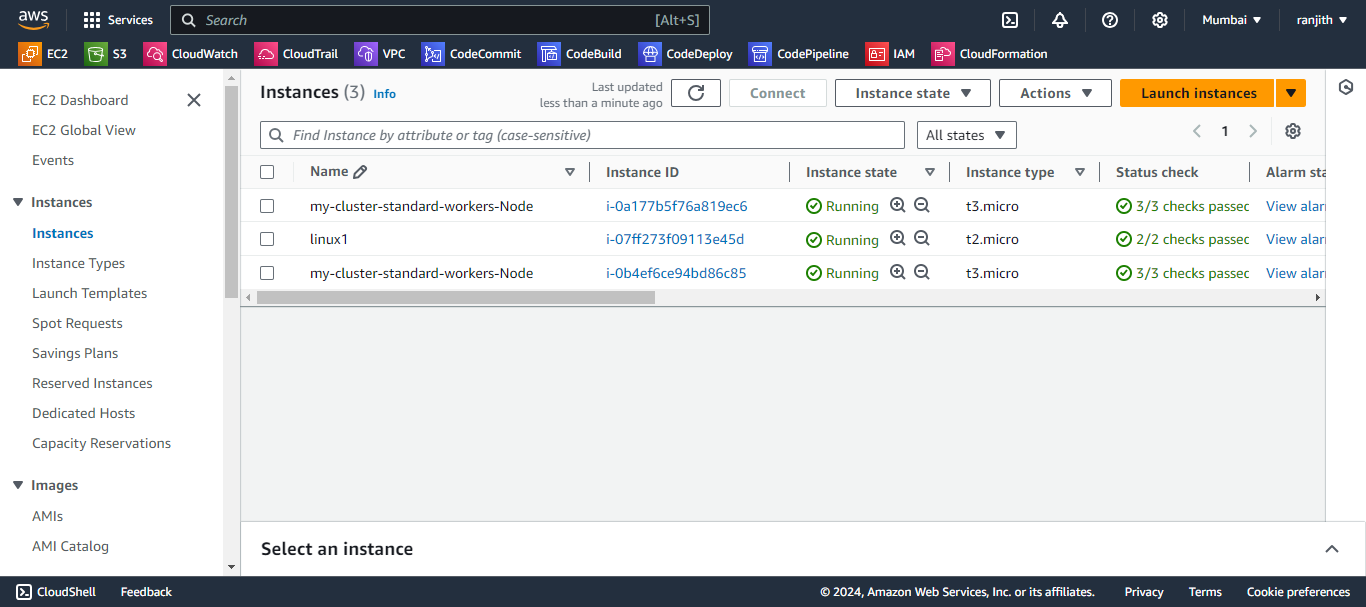 aws Services Search [Alt+S] Mumbai ranjith
EC2 S3 CloudWatch CloudTrail VPC CodeCommit CodeBuild CodeDeploy CodePipeline IAM CloudFormation
EC2 Dashboard
EC2 Global View
Events
Instances
Instances
Instance Types
Launch Templates
Spot Requests
Savings Plans
Reserved Instances
Dedicated Hosts
Capacity Reservations
Images
AMIs
AMI Catalog
Instances (3) Info
Last updated
less than a minute ago
Connect Instance state Actions Launch instances
Find Instance by attribute or tag (case-sensitive) All states 1
Name Instance ID Instance state Instance type Status check Alarm sta
my-cluster-standard-workers-Node i-0a177b5f76a819ec6 Running t3.micro 3/3 checks passec View alar
linux1 i-07ff273f09113e45d Running t2.micro 2/2 checks passec View alar
my-cluster-standard-workers-Node i-0b4ef6ce94bd86c85 Running t3.micro 3/3 checks passec View alar
Select an instance
CloudShell Feedback © 2024, Amazon Web Services, Inc. or its affiliates. Privacy Terms Cookie preferences